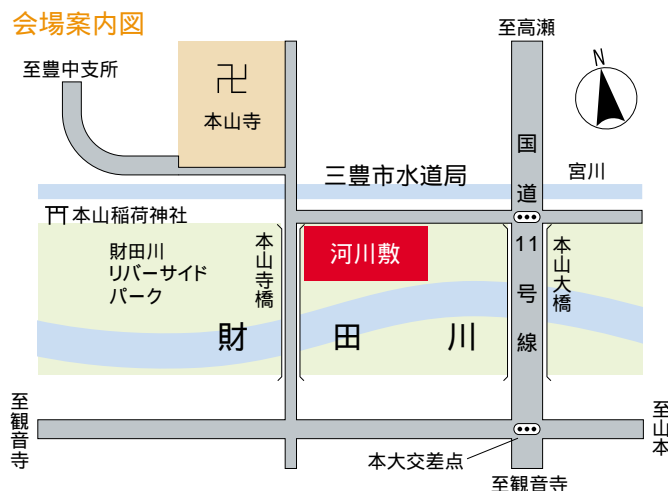 会場案内図
至高瀬
至豊中支所
N
卍
本山寺
国道11号線
三豊市水道局
宮川
本山稲荷神社
河川敷
本山寺橋
本山大橋
財田川
リバーサイド
パーク
財田川
至観音寺
至山本
本大交差点
至観音寺